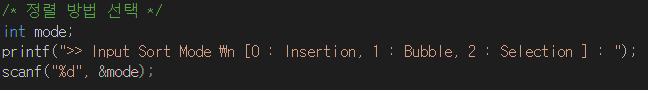 /* 정렬 방법 선택 */
int mode;
printf(">> Input Sort Mode ₩n [0 : Insertion, 1 : Bubble, 2 : Selection ] : ");
scanf("%d", &mode);